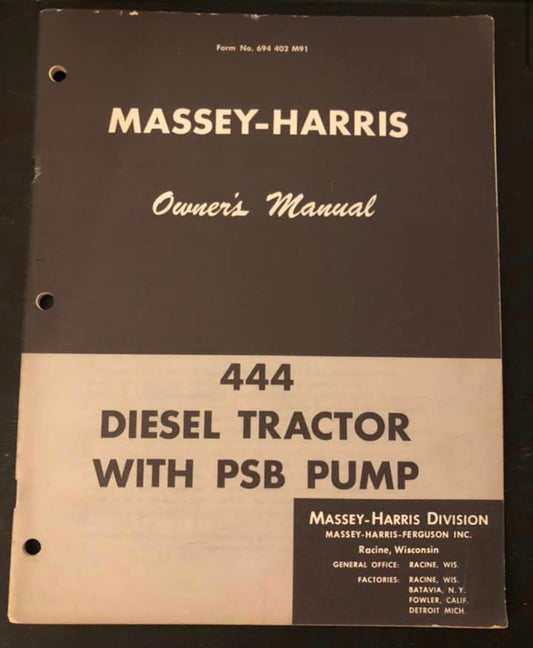 Form No. 694 402 M91
MASSEY-HARRIS
Owner's Manual
444
DIESEL TRACTOR
WITH PSB PUMP
MASSEY-HARRIS DIVISION
MASSEY-HARRIS-FERGUSON INC.
Racine, Wisconsin
GENERAL OFFICE: RACINE, WIS.
FACTORIES: RACINE, WIS.
BATAVIA, N. Y.
FOWLER, CALIF.
DETROIT MICH.